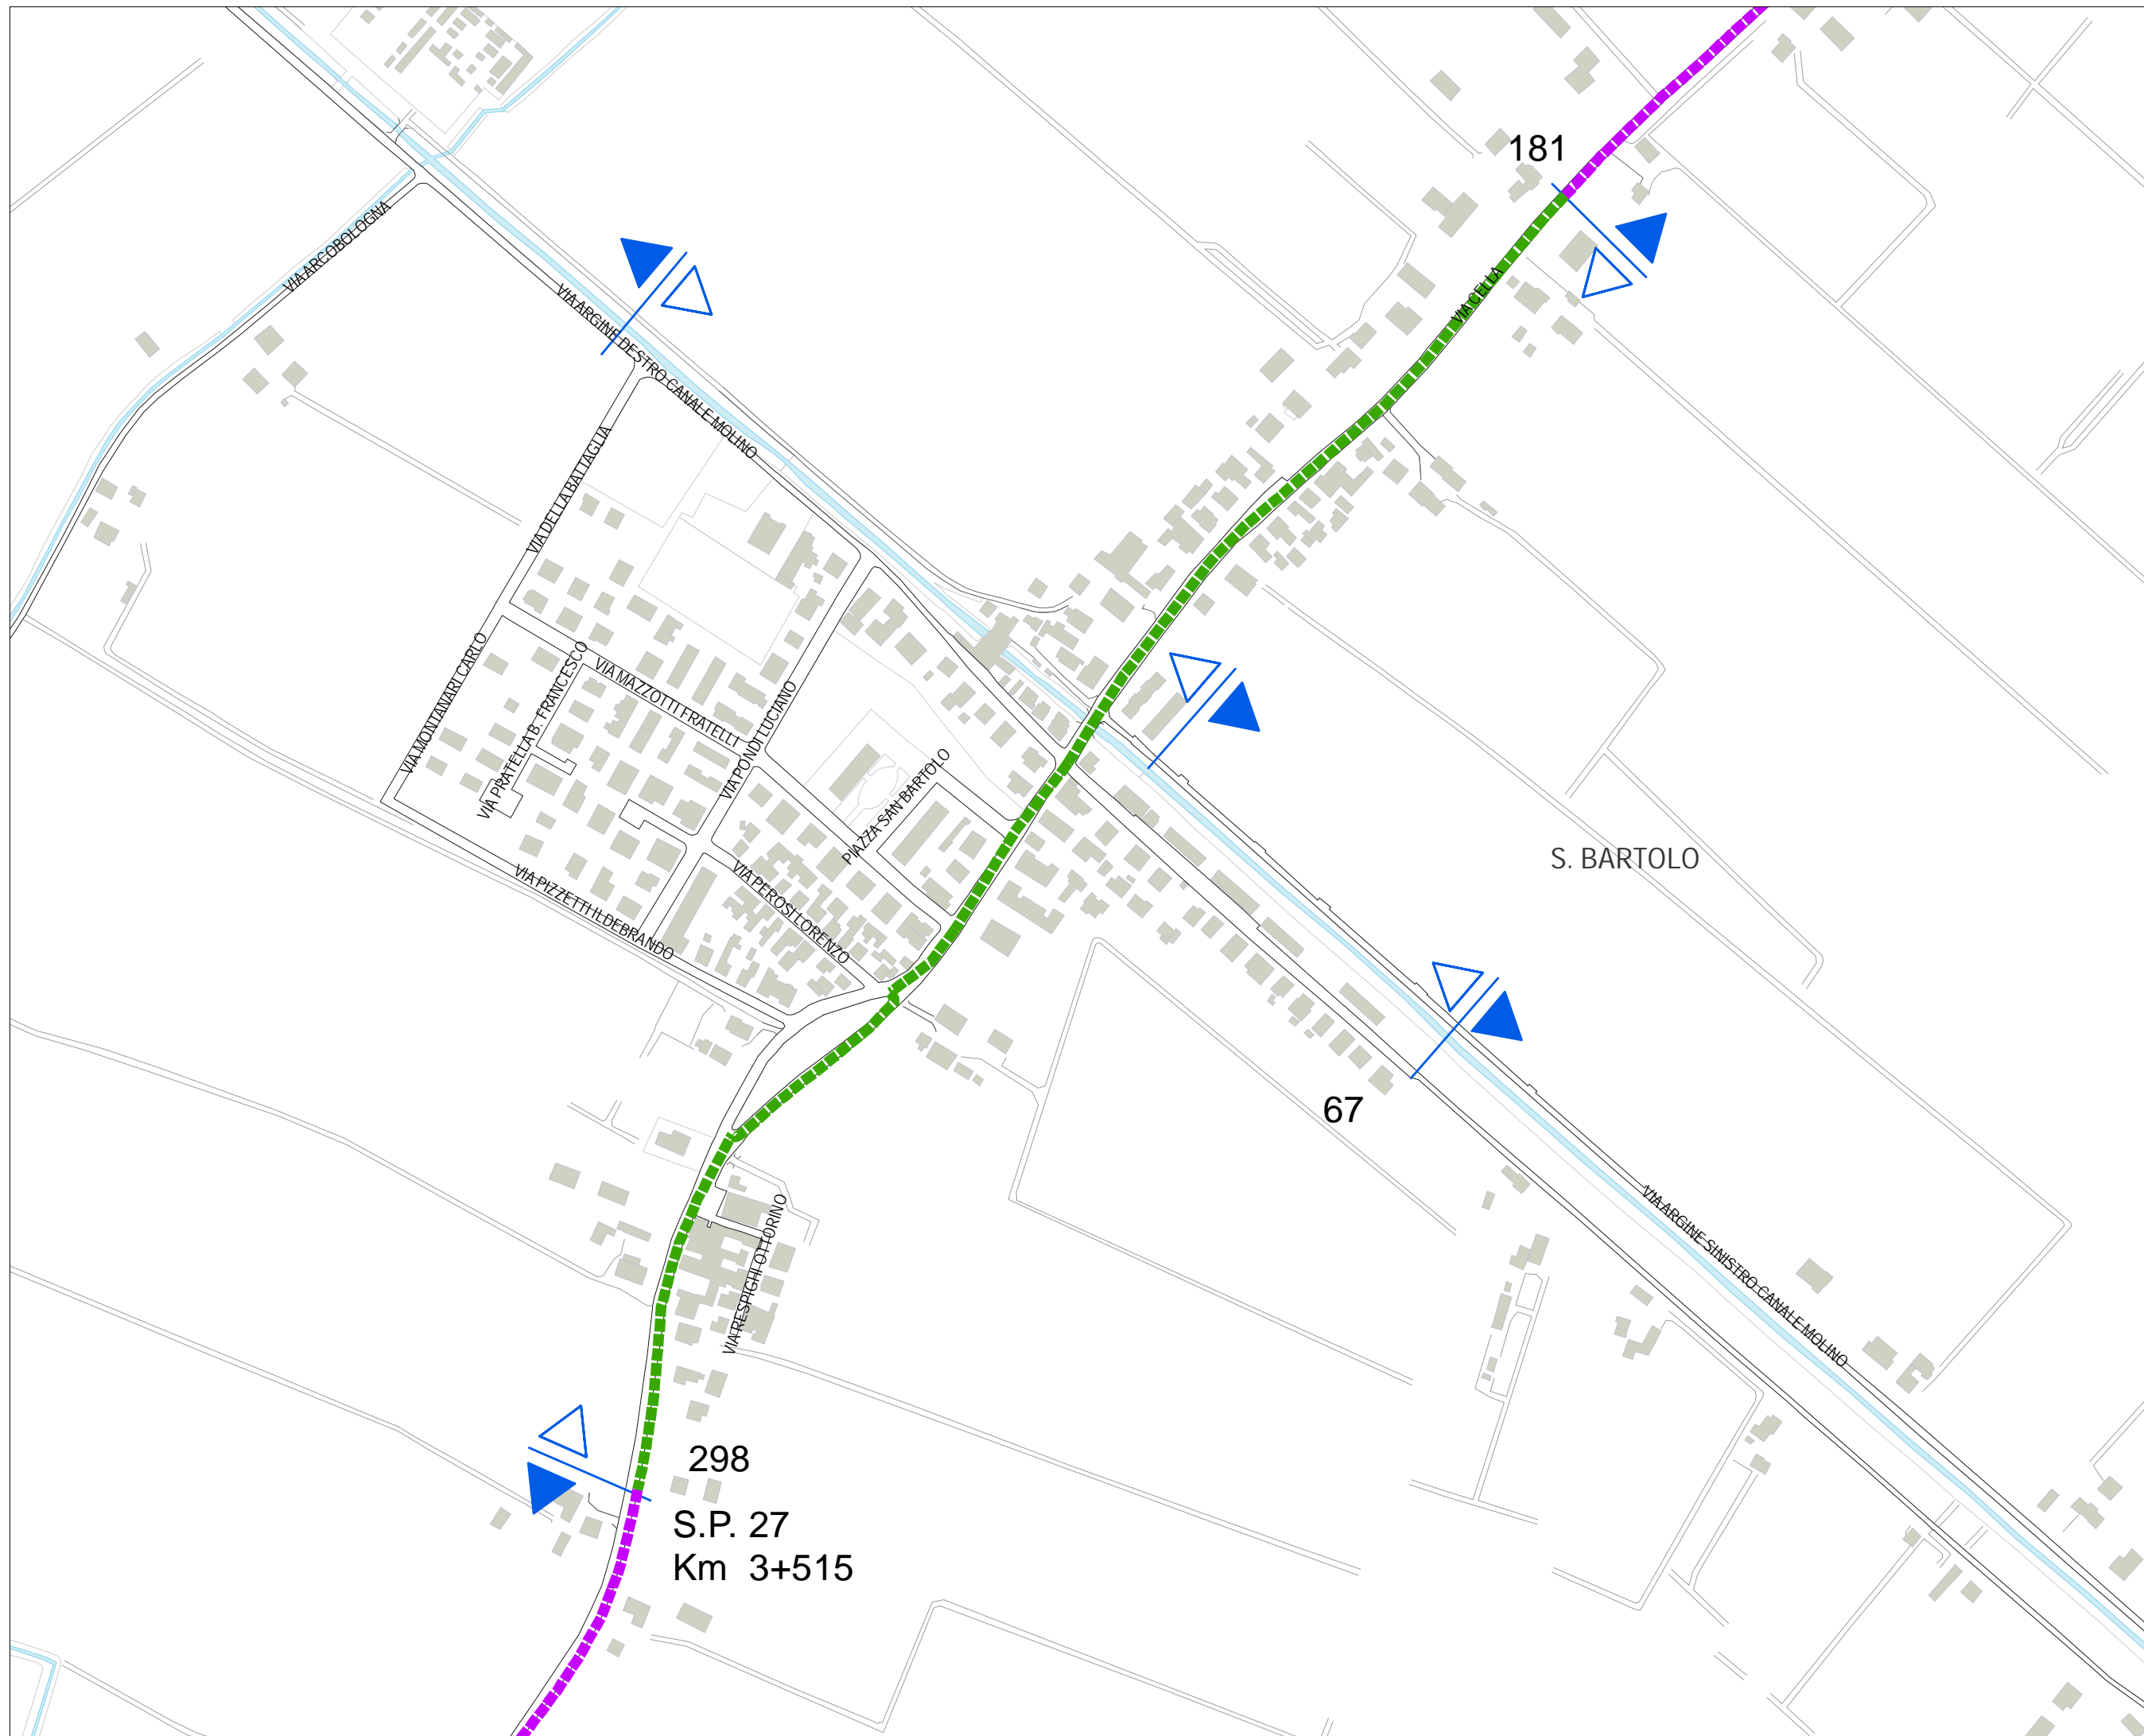 181
VIA ARCOBOLOGNA
VIA ARGINE DESTRO CANALE MOLINO
VIA CELLA
VIA DELLA BATTAGLIA
VIA MONTANARI CARLO
VIA PRATELLA B. FRANCESCO
VIA MAZZOTTI FRATELLI
VIA PONDI LUCIANO
PIAZZA SAN BARTOLO
S. BARTOLO
VIA PIZZETTI ILDEBRANDO
VIA PEROSI LORENZO
67
VIA RESPIGHI OTTORINO
VIA ARGINE SINISTRO CANALE MOLINO
298
S.P. 27
Km 3+515